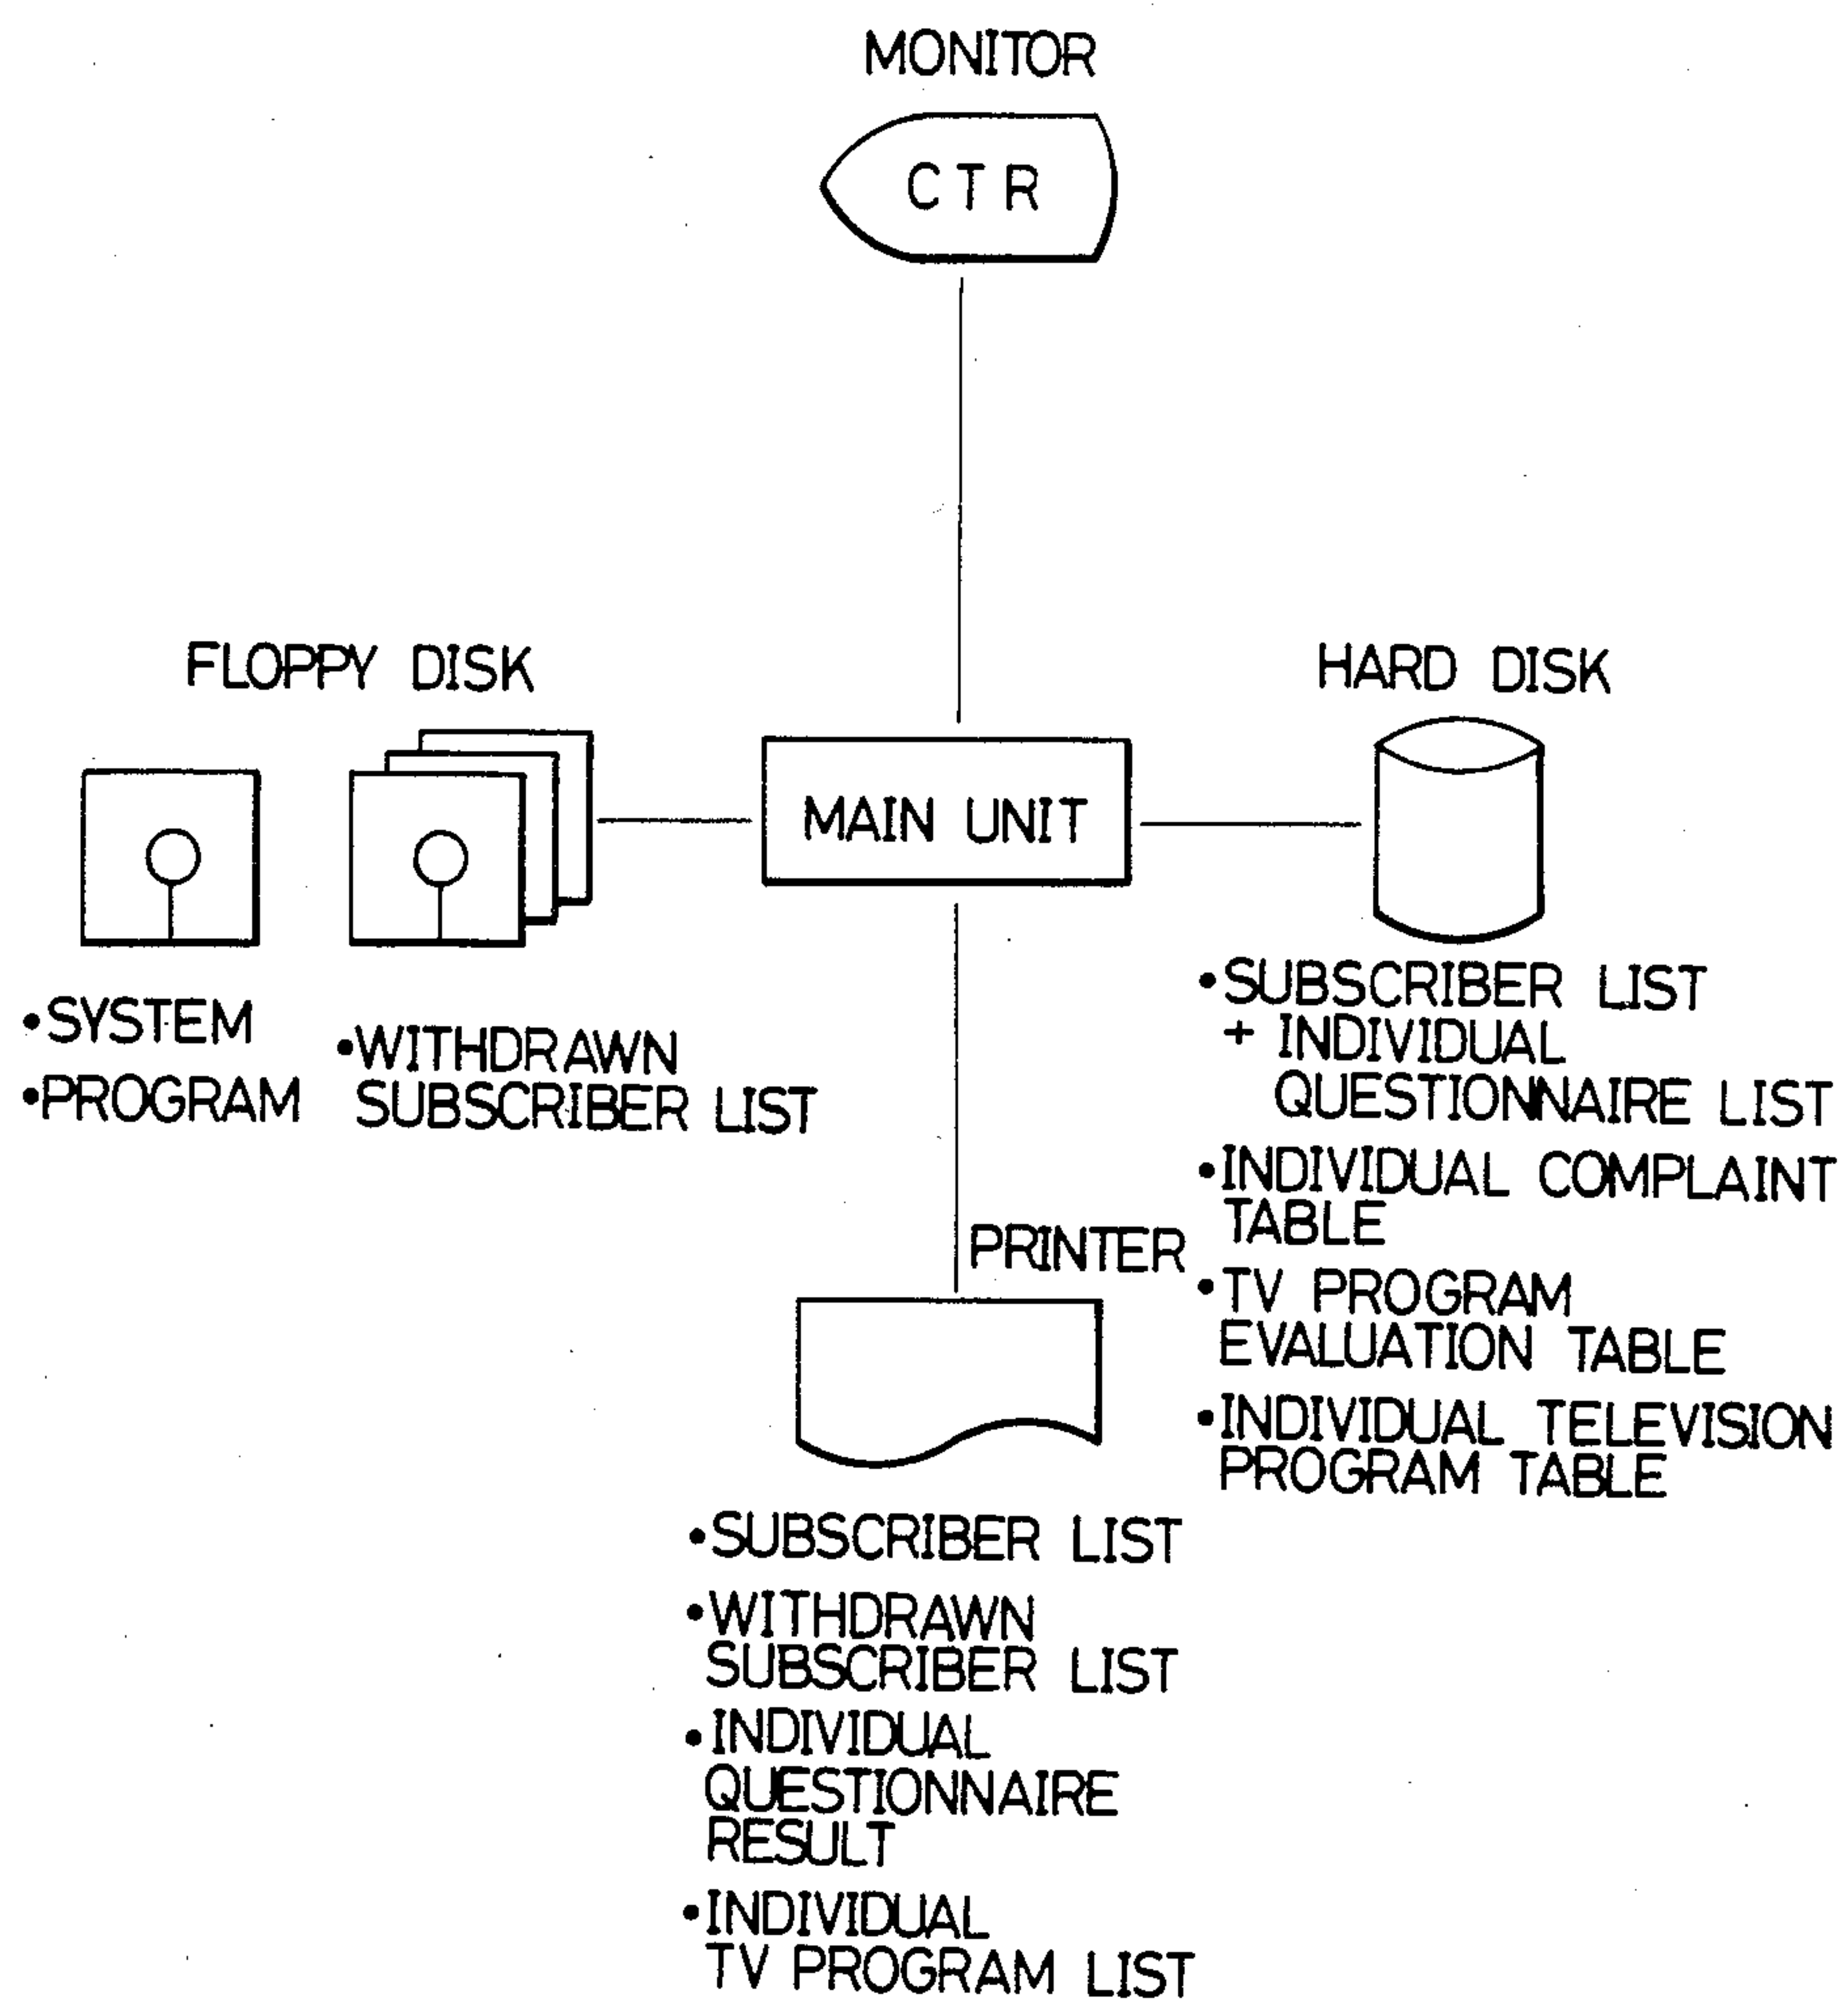 MONITOR
CTR
FLOPPY DISK
HARD DISK
MAIN UNIT
•SYSTEM
•PROGRAM
•WITHDRAWN
SUBSCRIBER LIST
•SUBSCRIBER LIST
+ INDIVIDUAL
QUESTIONNAIRE LIST
•INDIVIDUAL COMPLAINT
TABLE
•TV PROGRAM
EVALUATION TABLE
•INDIVIDUAL TELEVISION
PROGRAM TABLE
PRINTER
•SUBSCRIBER LIST
•WITHDRAWN
SUBSCRIBER LIST
•INDIVIDUAL
QUESTIONNAIRE
RESULT
•INDIVIDUAL
TV PROGRAM LIST